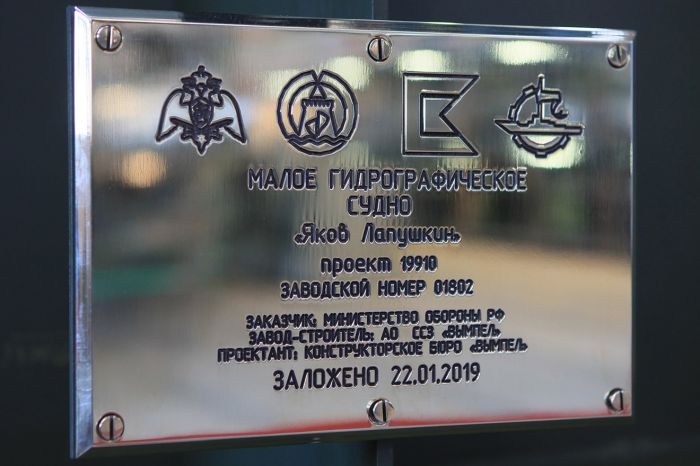 МАЛОЕ ГИДРОГРАФИЧЕСКОЕ
СУДНО
«Яков Лапушкин»
проект 19910
ЗАВОДСКОЙ НОМЕР 01802
ЗАКАЗЧИК: МИНИСТЕРСТВО ОБОРОНЫ РФ
ЗАВОД-СТРОИТЕЛЬ: АО ССЗ «ВЫМПЕЛ»
ПРОЕКТАНТ: КОНСТРУКТОРСКОЕ БЮРО «ВЫМПЕЛ»
ЗАЛОЖЕНО 22.01.2019